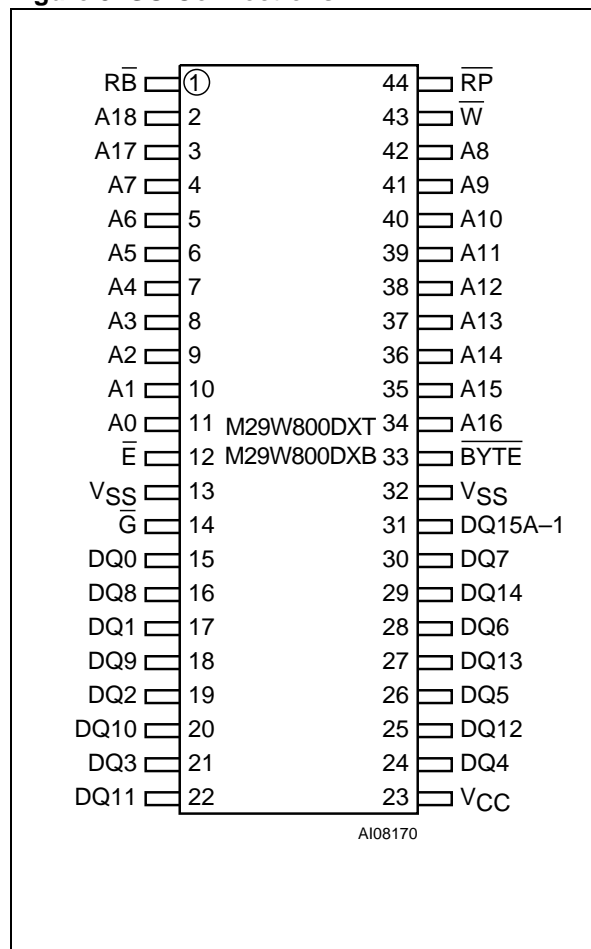 Figure SO Connections
RB̅ 1 44 R̅P̅
A18 2 43 W̅
A17 3 42 A8
A7 4 41 A9
A6 5 40 A10
A5 6 39 A11
A4 7 38 A12
A3 8 37 A13
A2 9 36 A14
A1 10 35 A15
A0 11 M29W800DXT 34 A16
E̅ 12 M29W800DXB 33 B̅Y̅T̅E̅
VSS 13 32 VSS
G̅ 14 31 DQ15A–1
DQ0 15 30 DQ7
DQ8 16 29 DQ14
DQ1 17 28 DQ6
DQ9 18 27 DQ13
DQ2 19 26 DQ5
DQ10 20 25 DQ12
DQ3 21 24 DQ4
DQ11 22 23 VCC
AI08170